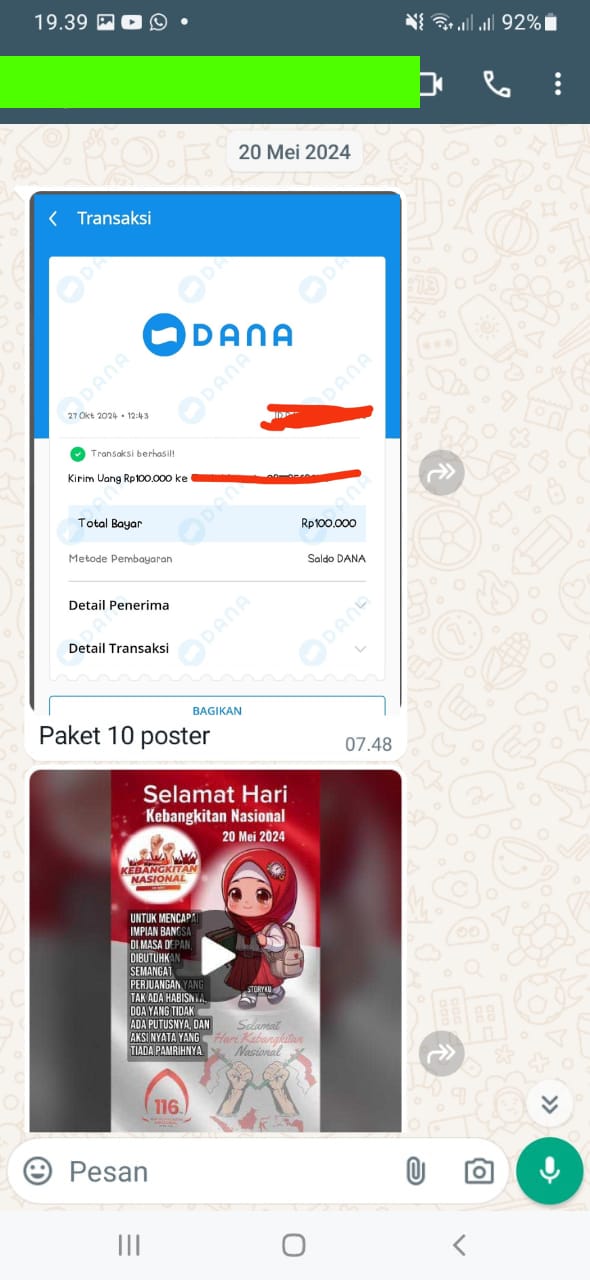 19.39
92%
20 Mei 2024
Transaksi
DANA
27 Okt 2024 • 12:43
Transaksi berhasil!
Kirim Uang Rp100.000 ke
Total Bayar Rp100.000
Metode Pembayaran Saldo DANA
Detail Penerima
Detail Transaksi
BAGIKAN
Paket 10 poster
07.48
Selamat Hari
Kebangkitan Nasional
20 Mei 2024
KEBANGKITAN
NASIONAL
UNTUK MENCAPAI
IMPIAN BANGSA
DI MASA DEPAN,
DIBUTUHKAN
SEMANGAT
PERJUANGAN YANG
TAK ADA HABISNYA,
DOA YANG TIDAK
ADA PUTUSNYA, DAN
AKSI NYATA YANG
TIADA PAMRIHNYA.
STORYKU
Selamat
Hari Kebangkitan
Nasional
116
Pesan